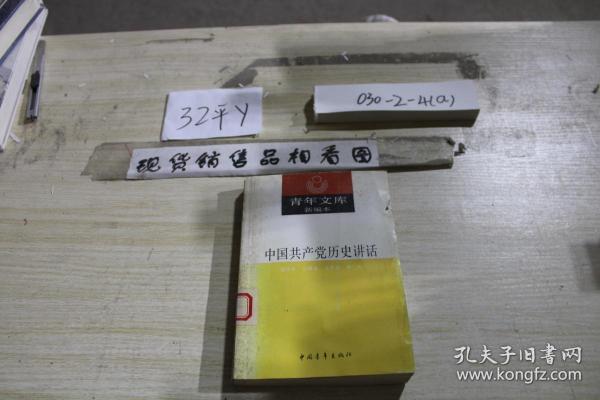 32平Y
030-2-4(a)
现货销售品相看图
青年文库
新编本
中国共产党历史讲话
中国青年出版社
孔夫子旧书网
www.kongfz.com